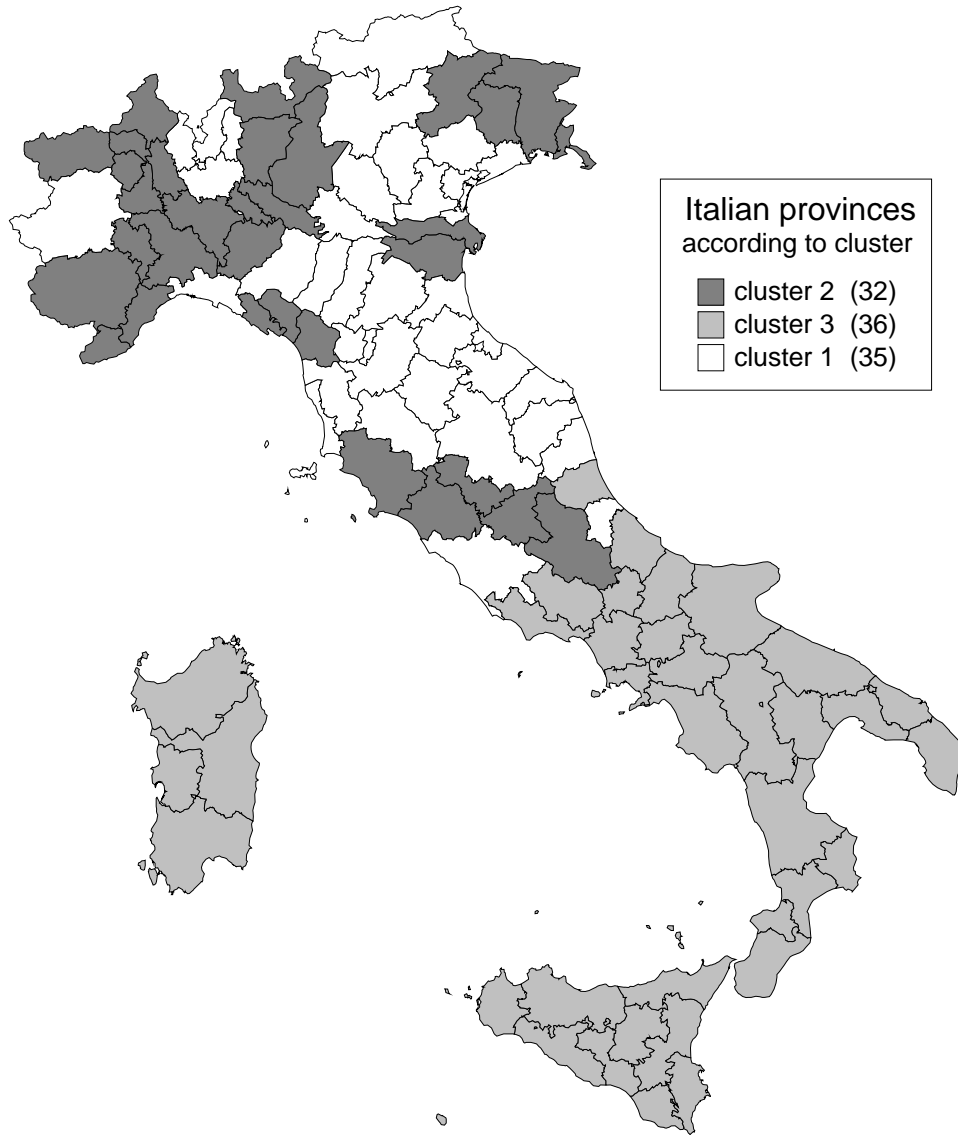 Italian provinces
according to cluster
cluster 2 (32)
cluster 3 (36)
cluster 1 (35)